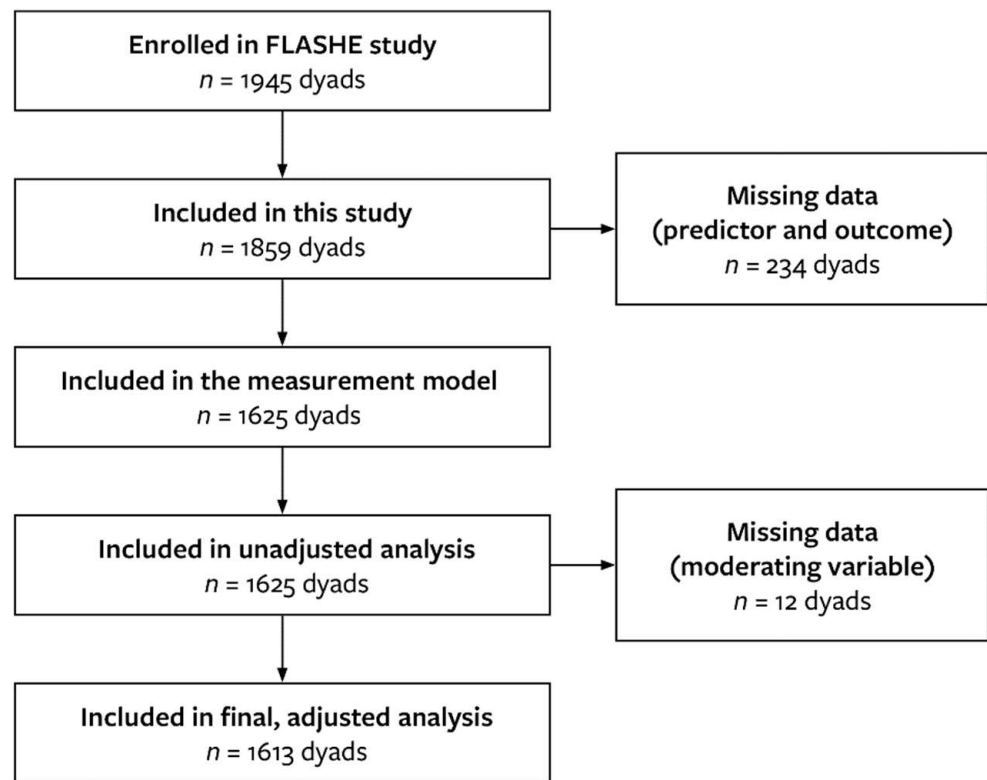 Enrolled in FLASHE study
n = 1945 dyads
Included in this study
n = 1859 dyads
Missing data
(predictor and outcome)
n = 234 dyads
Included in the measurement model
n = 1625 dyads
Included in unadjusted analysis
n = 1625 dyads
Missing data
(moderating variable)
n = 12 dyads
Included in final, adjusted analysis
n = 1613 dyads